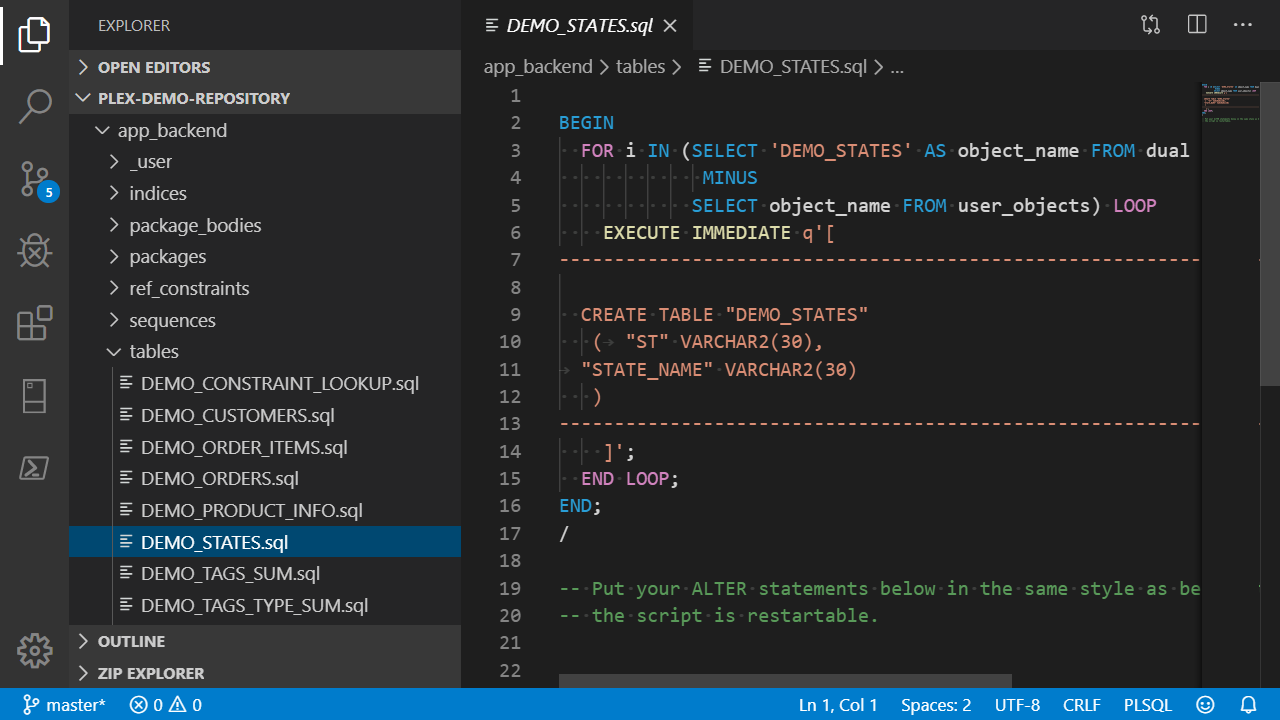 EXPLORER
OPEN EDITORS
PLEX-DEMO-REPOSITORY
app_backend
_user
indices
package_bodies
packages
ref_constraints
sequences
tables
DEMO_CONSTRAINT_LOOKUP.sql
DEMO_CUSTOMERS.sql
DEMO_ORDER_ITEMS.sql
DEMO_ORDERS.sql
DEMO_PRODUCT_INFO.sql
DEMO_STATES.sql
DEMO_TAGS_SUM.sql
DEMO_TAGS_TYPE_SUM.sql
OUTLINE
ZIP EXPLORER
5
DEMO_STATES.sql
app_backend > tables > DEMO_STATES.sql > ...
1
2 BEGIN
3 FOR i IN (SELECT 'DEMO_STATES' AS object_name FROM dual
4 MINUS
5 SELECT object_name FROM user_objects) LOOP
6 EXECUTE IMMEDIATE q'[
7 ----------------------------------------------------------
8
9 CREATE TABLE "DEMO_STATES"
10 ( "ST" VARCHAR2(30),
11 "STATE_NAME" VARCHAR2(30)
12 )
13 ----------------------------------------------------------
14 ]';
15 END LOOP;
16 END;
17 /
18
19 -- Put your ALTER statements below in the same style as be
20 -- the script is restartable.
21
22
master* 0 0 Ln 1, Col 1 Spaces: 2 UTF-8 CRLF PLSQL